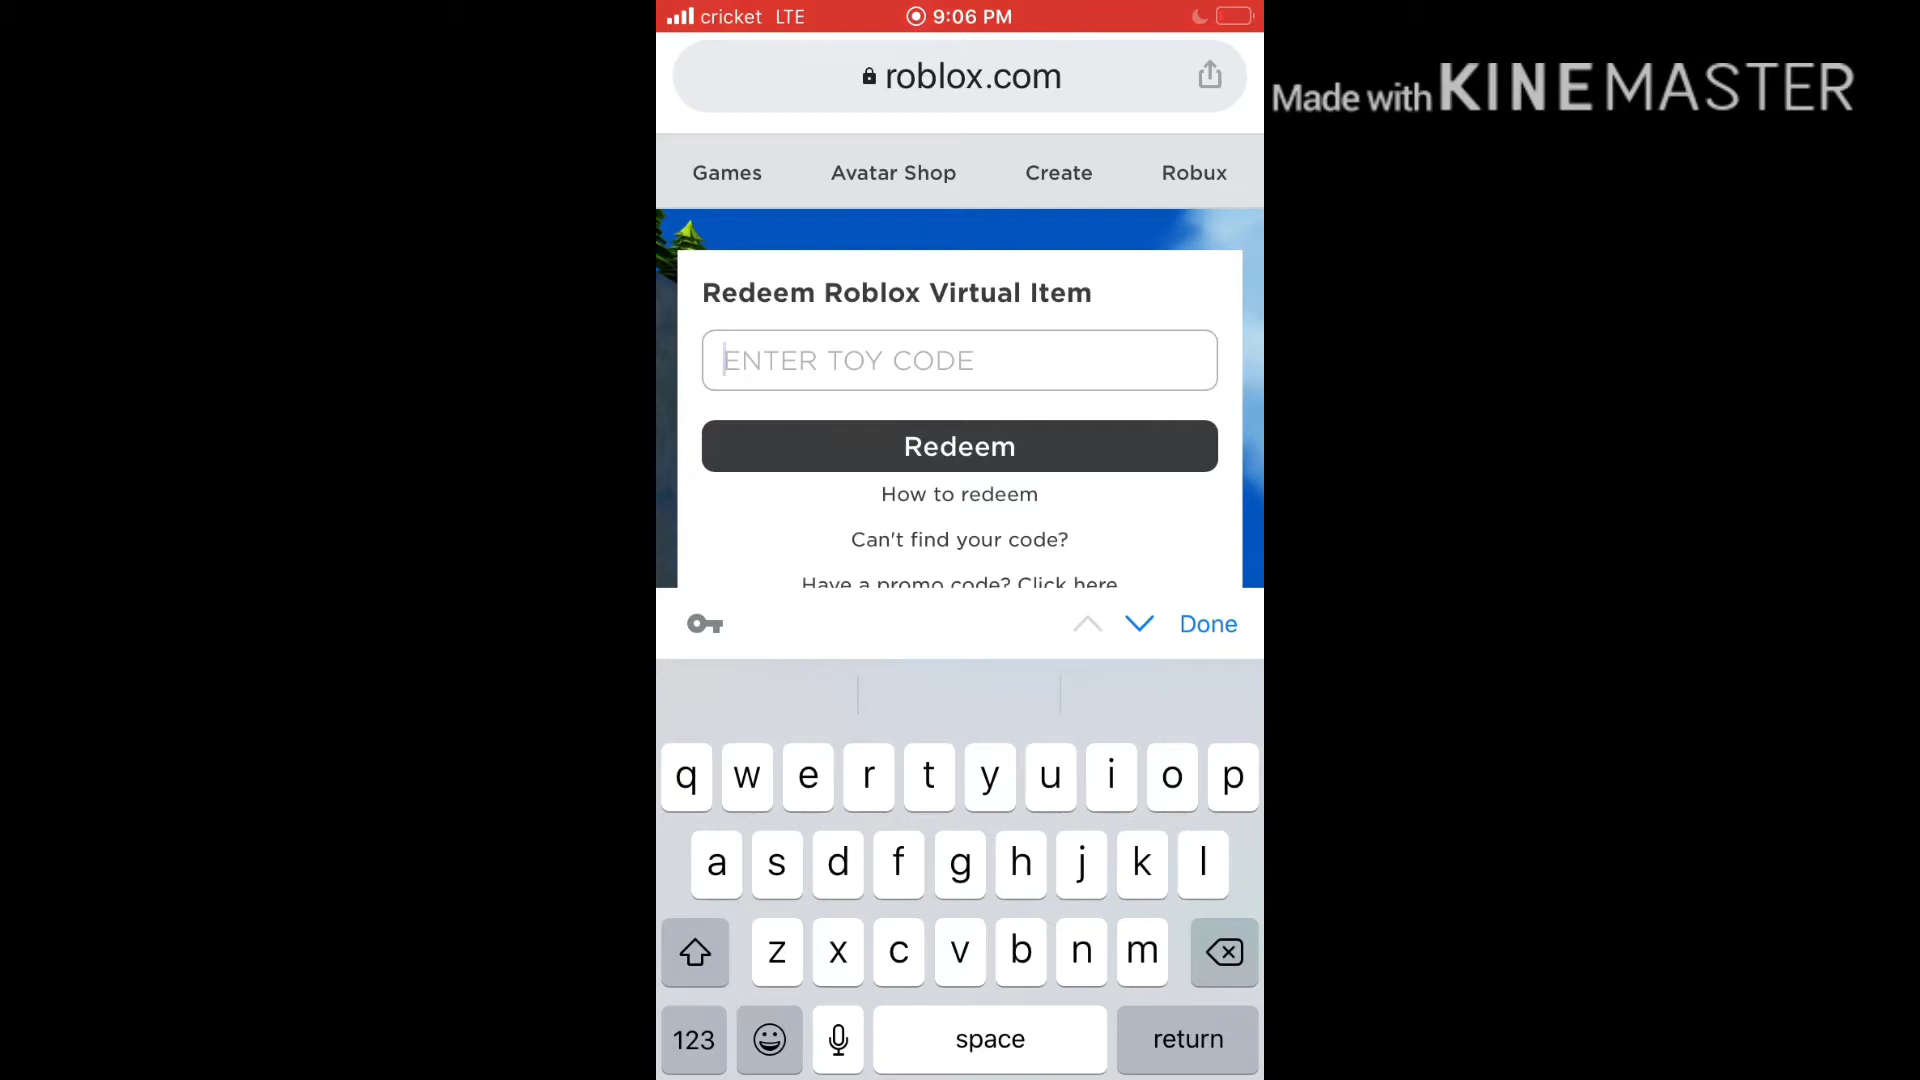 cricket LTE 9:06 PM
roblox.com
Made with KINEMASTER
Games Avatar Shop Create Robux
Redeem Roblox Virtual Item
ENTER TOY CODE
Redeem
How to redeem
Can't find your code?
Have a promo code? Click here
Done
q w e r t y u i o p
a s d f g h j k l
z x c v b n m
123 space return